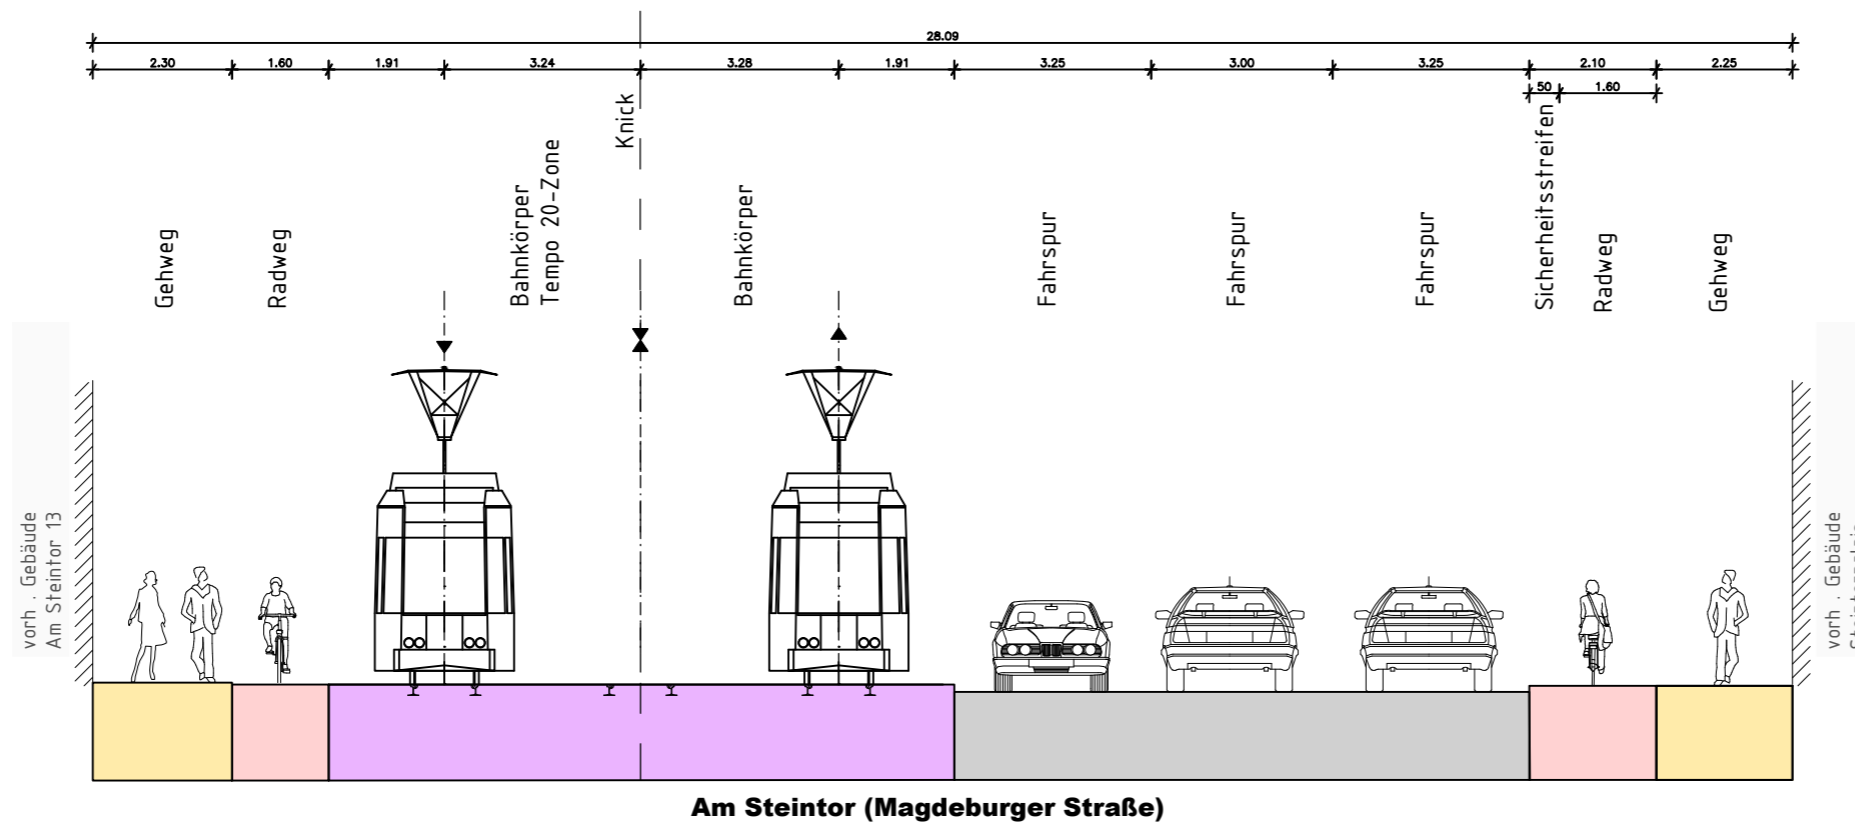 28.09
2.30 1.60 1.91 3.24 3.28 1.91 3.25 3.00 3.25 2.10 2.25
50 1.60
Gehweg
Radweg
Bahnkörper
Tempo 20-Zone
Knick
Bahnkörper
Fahrspur
Fahrspur
Fahrspur
Sicherheitsstreifen
Radweg
Gehweg
vorh . Gebäude
Am Steintor 13
vorh . Gebäude
Am Steintor (Magdeburger Straße)